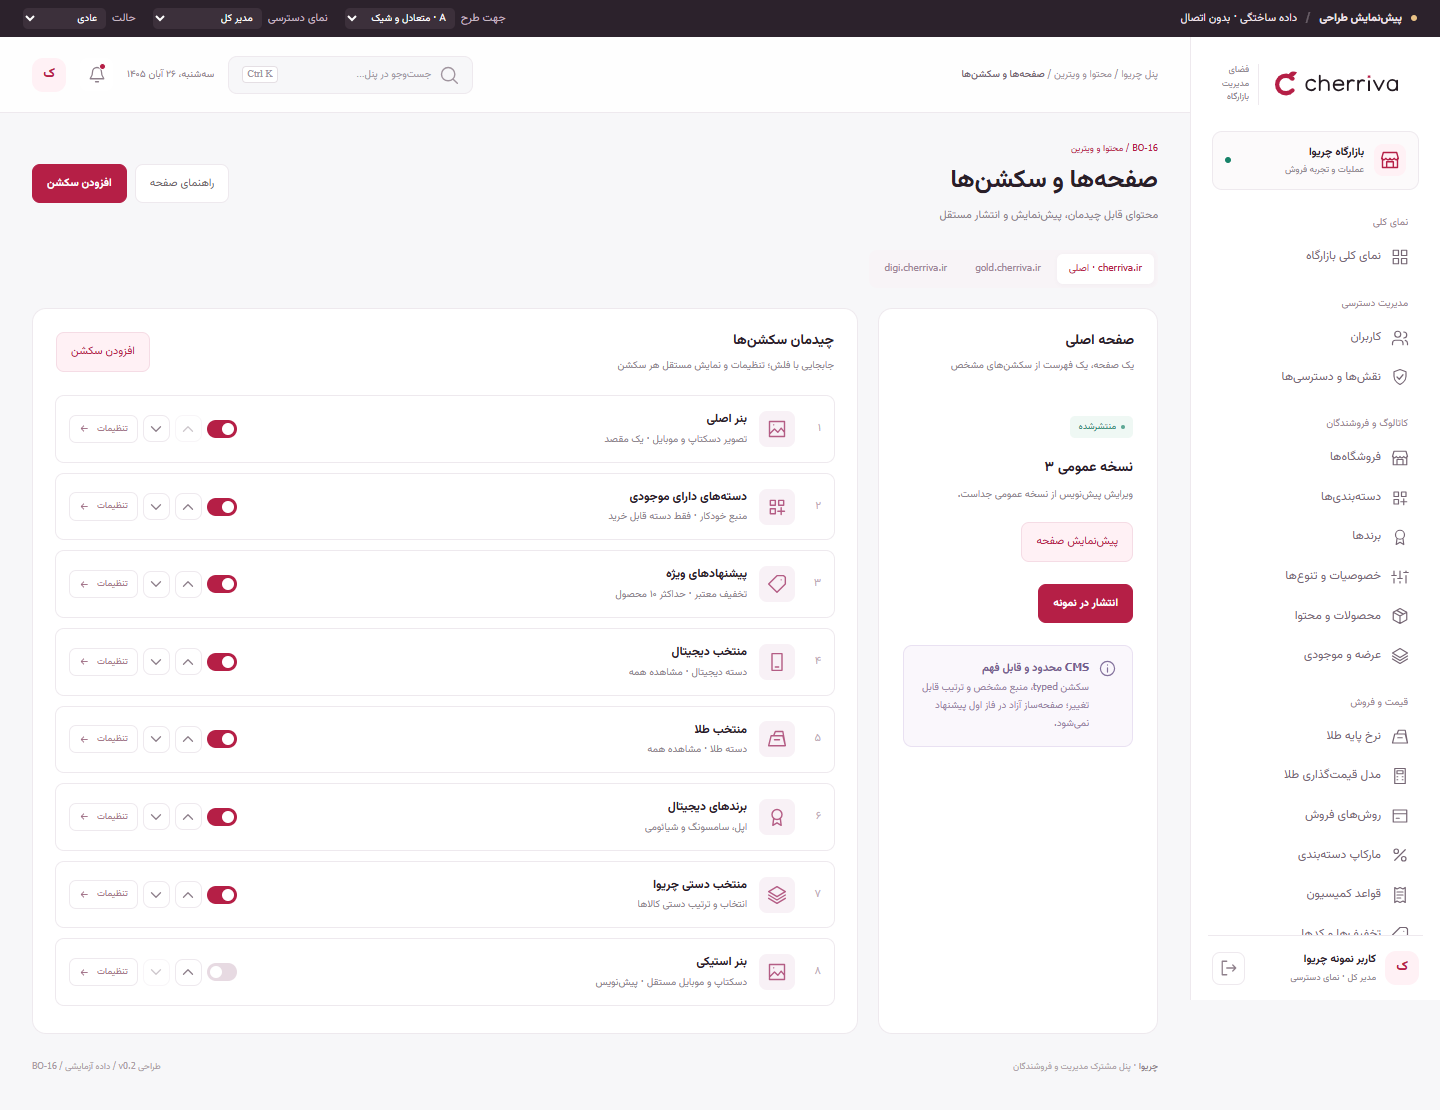 پیش‌نمایش طراحی / داده ساختگی • بدون اتصال
جهت طرح A • متعادل و شیک نمای دسترسی مدیر کل حالت عادی
cherriva
فضای
مدیریت
بازارگاه
پنل چریوا / محتوا و ویترین / صفحه‌ها و سکشن‌ها
جست‌وجو در پنل... Ctrl K
سه‌شنبه، ۲۶ آبان ۱۴۰۵
ک
بازارگاه چریوا
عملیات و تجربه فروش
نمای کلی
نمای کلی بازارگاه
مدیریت دسترسی
کاربران
نقش‌ها و دسترسی‌ها
کاتالوگ و فروشندگان
فروشگاه‌ها
دسته‌بندی‌ها
برندها
خصوصیات و تنوع‌ها
محصولات و محتوا
عرضه و موجودی
قیمت و فروش
نرخ پایه طلا
مدل قیمت‌گذاری طلا
روش‌های فروش
مارکاپ دسته‌بندی
قواعد کمیسیون
تخفیف‌ها و کدها
ک
کاربر نمونه چریوا
مدیر کل • نمای دسترسی
BO-16 / محتوا و ویترین
صفحه‌ها و سکشن‌ها
محتوای قابل چیدمان، پیش‌نمایش و انتشار مستقل
راهنمای صفحه
افزودن سکشن
cherriva.ir • اصلی
gold.cherriva.ir
digi.cherriva.ir
صفحه اصلی
یک صفحه، یک فهرست از سکشن‌های مشخص
منتشرشده
نسخه عمومی ۳
ویرایش پیش‌نویس از نسخه عمومی جداست.
پیش‌نمایش صفحه
انتشار در نمونه
CMS محدود و قابل فهم
سکشن typed، منبع مشخص و ترتیب قابل
تغییر؛ صفحه‌ساز آزاد در فاز اول پیشنهاد
نمی‌شود.
چیدمان سکشن‌ها
جابجایی با فلش؛ تنظیمات و نمایش مستقل هر سکشن
افزودن سکشن
۱ بنر اصلی
تصویر دسکتاپ و موبایل • یک مقصد
تنظیمات ←
۲ دسته‌های دارای موجودی
منبع خودکار • فقط دسته قابل خرید
تنظیمات ←
۳ پیشنهادهای ویژه
تخفیف معتبر • حداکثر ۱۰ محصول
تنظیمات ←
۴ منتخب دیجیتال
دسته دیجیتال • مشاهده همه
تنظیمات ←
۵ منتخب طلا
دسته طلا • مشاهده همه
تنظیمات ←
۶ برندهای دیجیتال
اپل، سامسونگ و شیائومی
تنظیمات ←
۷ منتخب دستی چریوا
انتخاب و ترتیب دستی کالاها
تنظیمات ←
۸ بنر استیکی
دسکتاپ و موبایل مستقل • پیش‌نویس
تنظیمات ←
چریوا • پنل مشترک مدیریت و فروشندگان
طراحی v0.2 / داده آزمایشی / BO-16